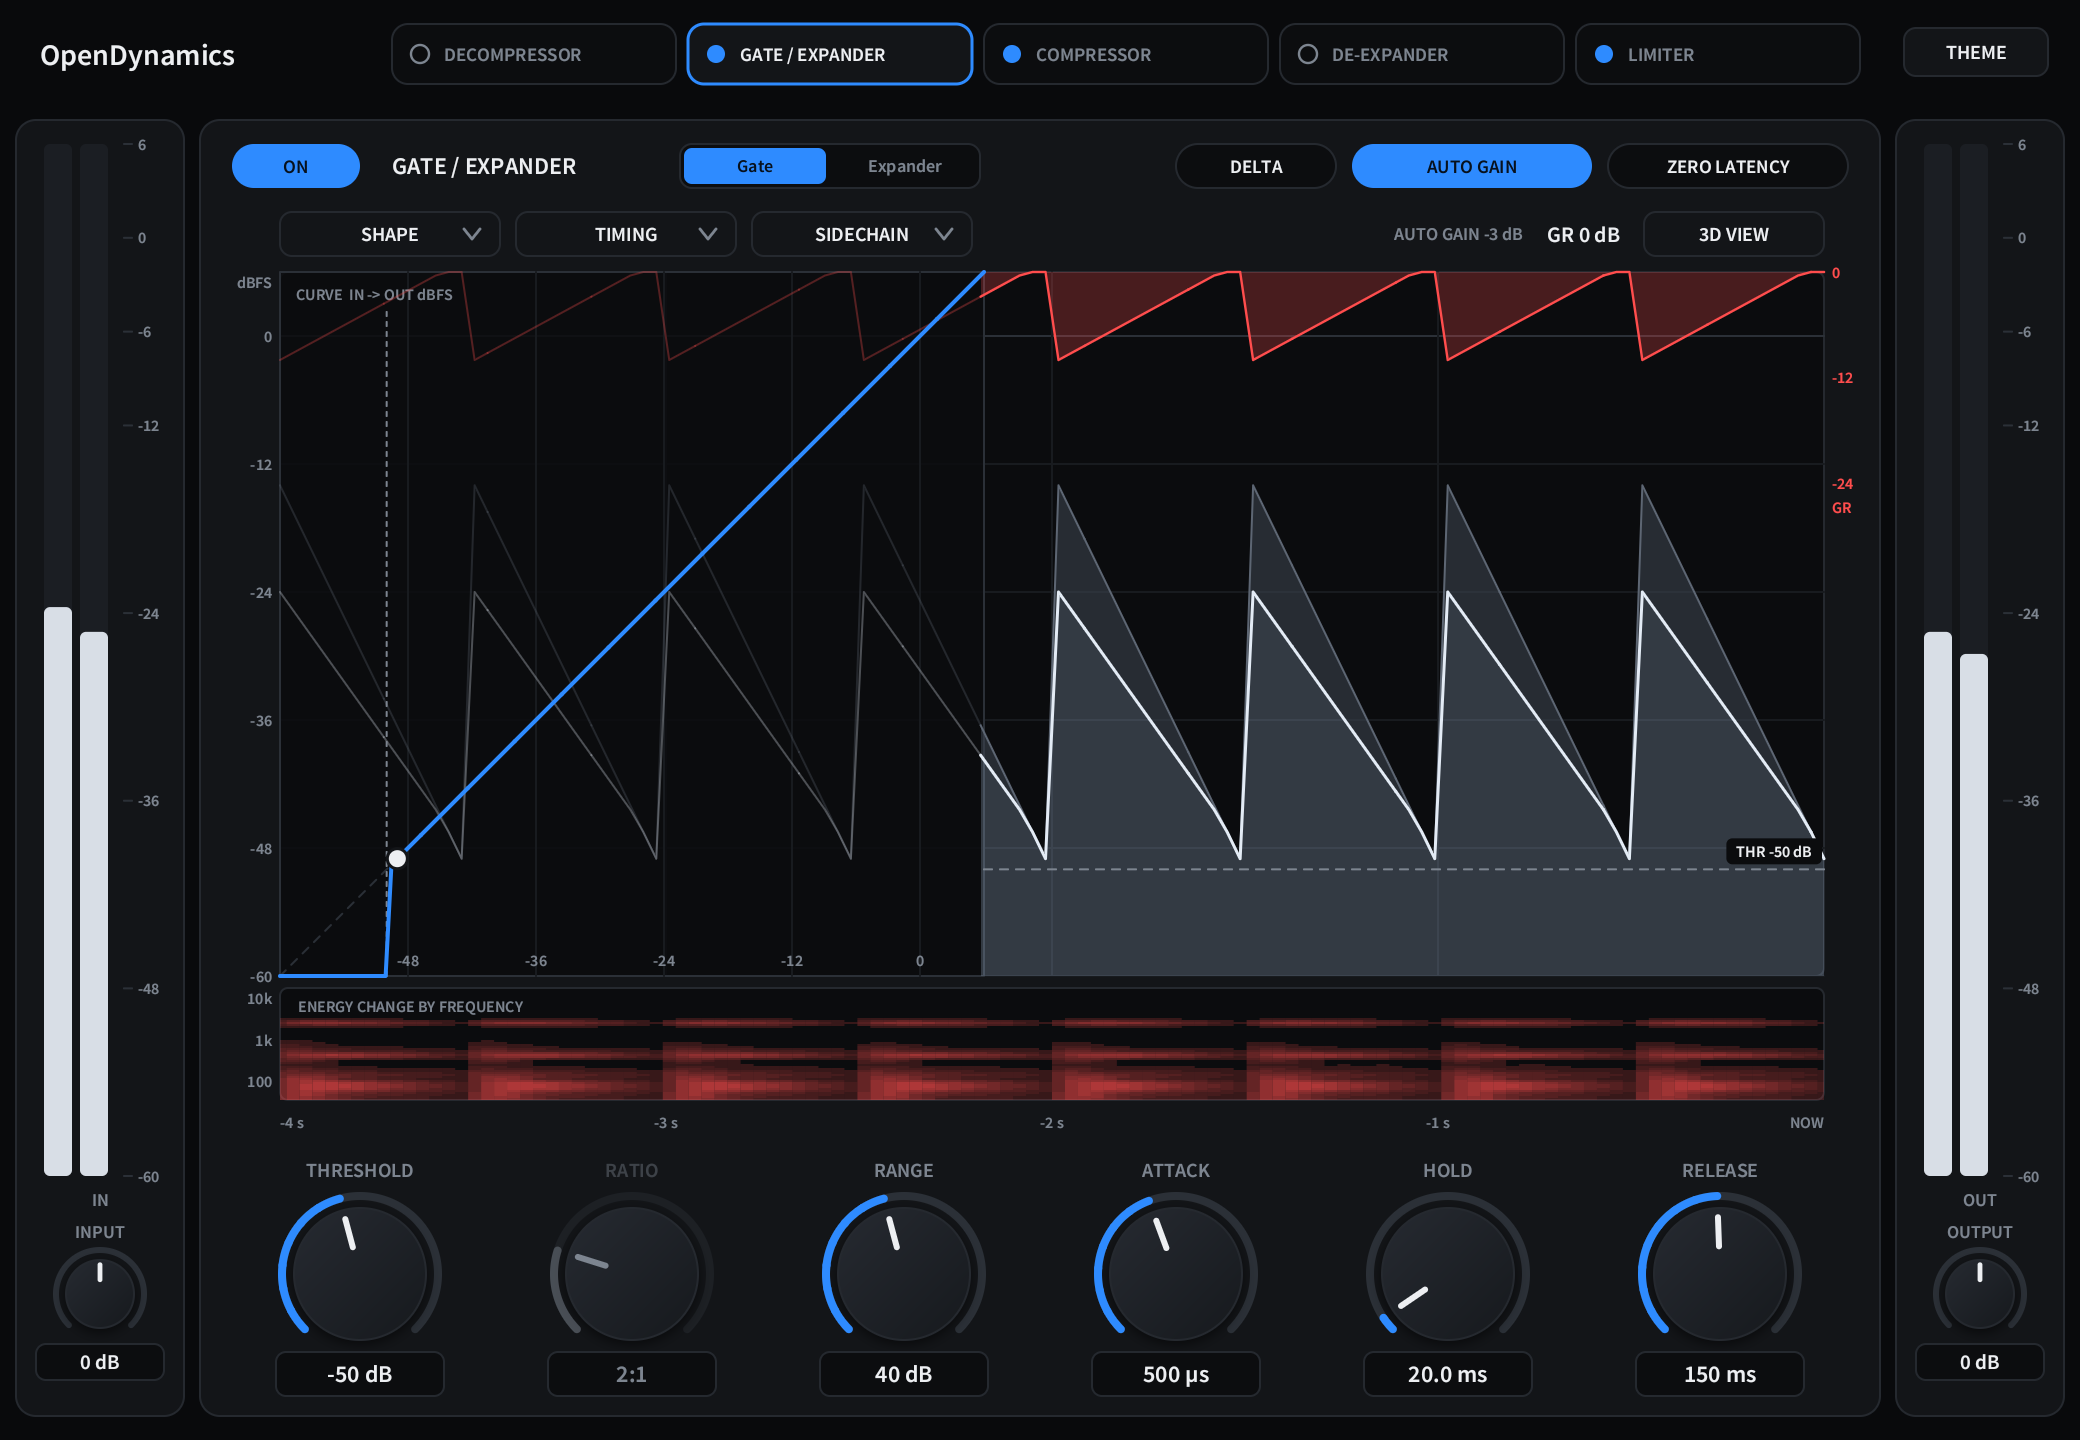 OpenDynamics
DECOMPRESSOR
GATE / EXPANDER
COMPRESSOR
DE-EXPANDER
LIMITER
THEME
ON
GATE / EXPANDER
Gate
Expander
DELTA
AUTO GAIN
ZERO LATENCY
SHAPE
TIMING
SIDECHAIN
AUTO GAIN -3 dB
GR 0 dB
3D VIEW
6
0
-6
-12
-24
-36
-48
-60
IN
INPUT
0 dB
dBFS
0
-12
-24
-36
-48
-60
CURVE IN -> OUT dBFS
-48
-36
-24
-12
0
0
-12
-24
GR
THR -50 dB
10k
1k
100
ENERGY CHANGE BY FREQUENCY
-4 s
-3 s
-2 s
-1 s
NOW
THRESHOLD
RATIO
RANGE
ATTACK
HOLD
RELEASE
-50 dB
2:1
40 dB
500 µs
20.0 ms
150 ms
6
0
-6
-12
-24
-36
-48
-60
OUT
OUTPUT
0 dB